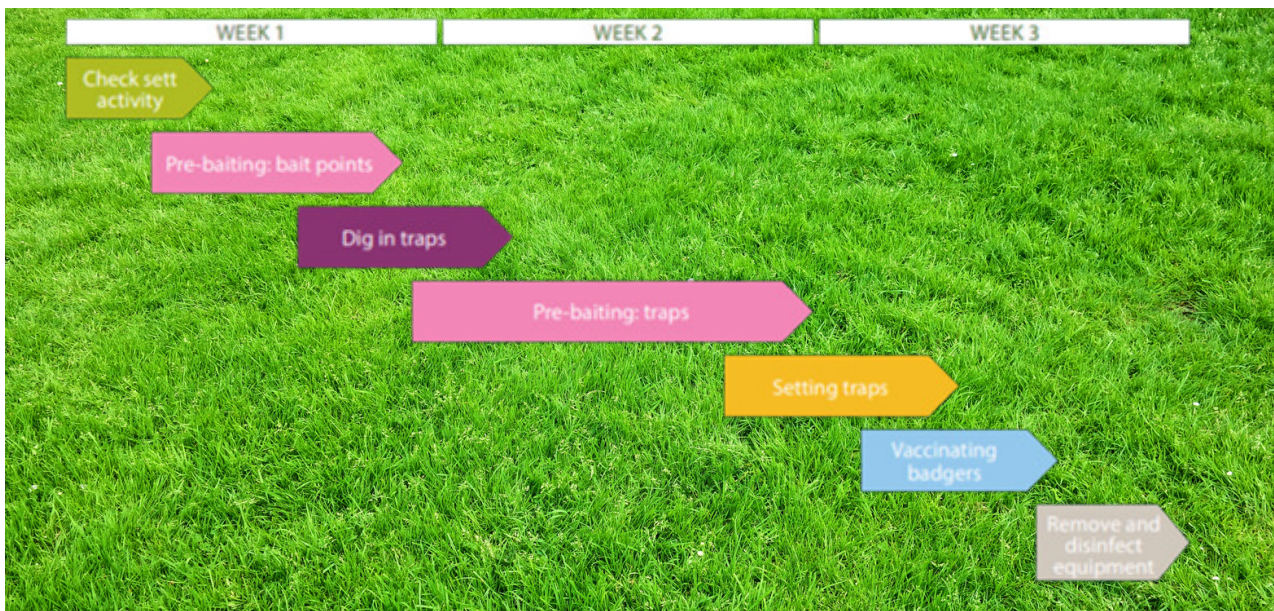 WEEK 1 WEEK 2 WEEK 3
Check sett
activity
Pre-baiting: bait points
Dig in traps
Pre-baiting: traps
Setting traps
Vaccinating
badgers
Remove and
disinfect
equipment